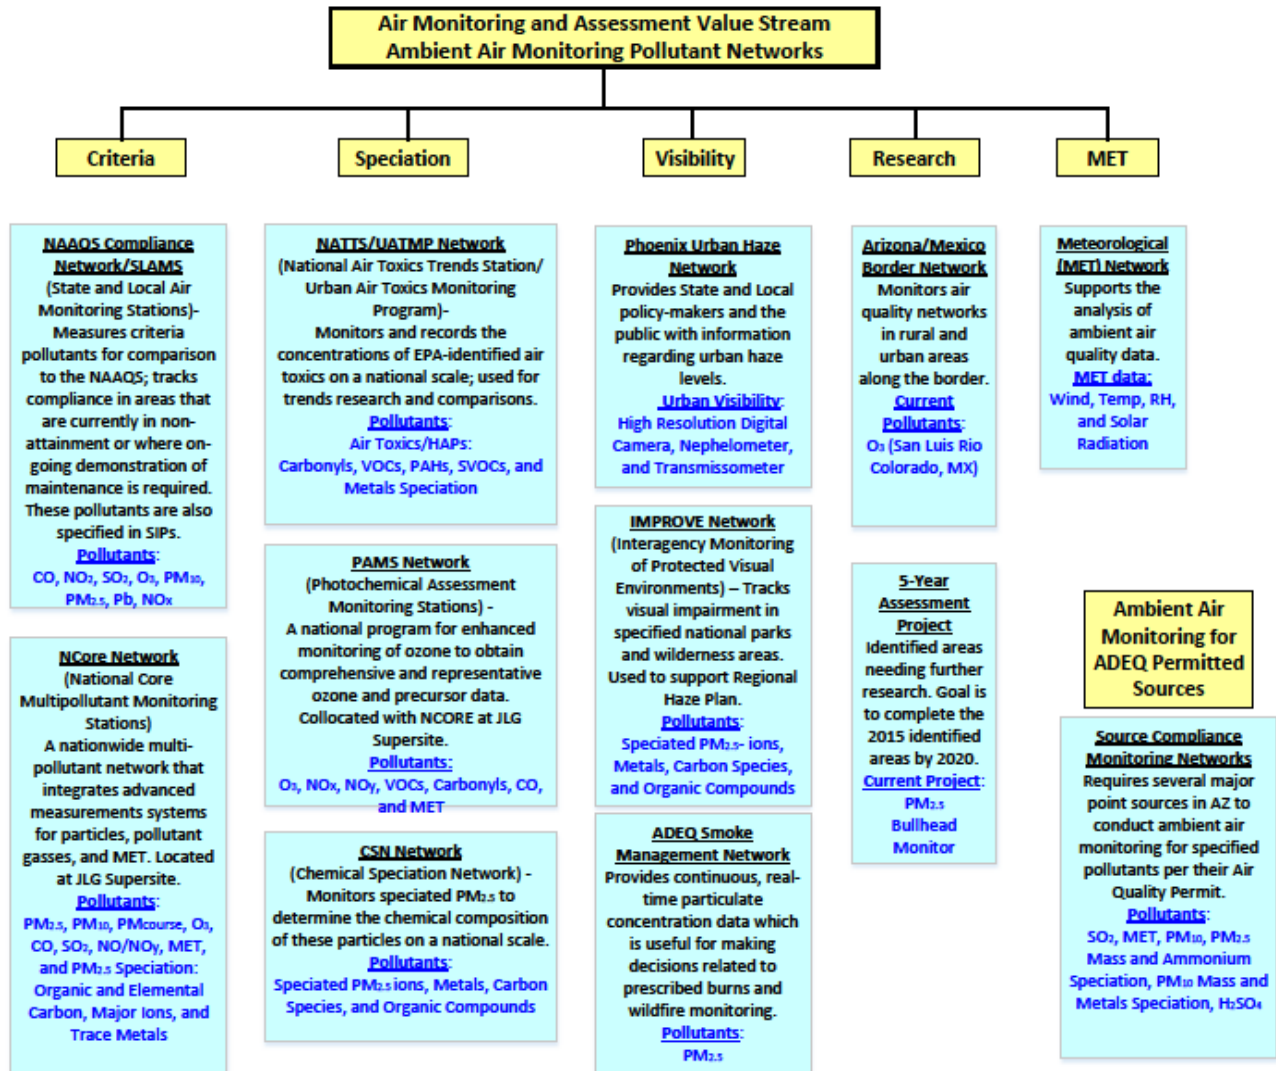 Air Monitoring and Assessment Value Stream
Ambient Air Monitoring Pollutant Networks
Criteria
Speciation
Visibility
Research
MET
NAAQS Compliance
Network/SLAMS
(State and Local Air
Monitoring Stations)-
Measures criteria
pollutants for comparison
to the NAAQS; tracks
compliance in areas that
are currently in non-
attainment or where on-
going demonstration of
maintenance is required.
These pollutants are also
specified in SIPs.
Pollutants:
CO, NO₂, SO₂, O₃, PM₁₀,
PM₂.₅, Pb, NOₓ
NCore Network
(National Core
Multipollutant Monitoring
Stations)
A nationwide multi-
pollutant network that
integrates advanced
measurements systems
for particles, pollutant
gasses, and MET. Located
at JLG Supersite.
Pollutants:
PM₂.₅, PM₁₀, PMcourse, O₃,
CO, SO₂, NO/NOy, MET,
and PM₂.₅ Speciation:
Organic and Elemental
Carbon, Major Ions, and
Trace Metals
NATTS/UATMP Network
(National Air Toxics Trends Station/
Urban Air Toxics Monitoring
Program)-
Monitors and records the
concentrations of EPA-identified air
toxics on a national scale; used for
trends research and comparisons.
Pollutants:
Air Toxics/HAPs:
Carbonyls, VOCs, PAHs, SVOCs, and
Metals Speciation
PAMS Network
(Photochemical Assessment
Monitoring Stations) -
A national program for enhanced
monitoring of ozone to obtain
comprehensive and representative
ozone and precursor data.
Collocated with NCORE at JLG
Supersite.
Pollutants:
O₃, NOₓ, NOy, VOCs, Carbonyls, CO,
and MET
CSN Network
(Chemical Speciation Network) -
Monitors speciated PM₂.₅ to
determine the chemical composition
of these particles on a national scale.
Pollutants:
Speciated PM₂.₅ ions, Metals, Carbon
Species, and Organic Compounds
Phoenix Urban Haze
Network
Provides State and Local
policy-makers and the
public with information
regarding urban haze
levels.
Urban Visibility:
High Resolution Digital
Camera, Nephelometer,
and Transmissometer
IMPROVE Network
(Interagency Monitoring
of Protected Visual
Environments) – Tracks
visual impairment in
specified national parks
and wilderness areas.
Used to support Regional
Haze Plan.
Pollutants:
Speciated PM₂.₅- ions,
Metals, Carbon Species,
and Organic Compounds
ADEQ Smoke
Management Network
Provides continuous, real-
time particulate
concentration data which
is useful for making
decisions related to
prescribed burns and
wildfire monitoring.
Pollutants:
PM₂.₅
Arizona/Mexico
Border Network
Monitors air
quality networks
in rural and
urban areas
along the border.
Current
Pollutants:
O₃ (San Luis Rio
Colorado, MX)
5-Year
Assessment
Project
Identified areas
needing further
research. Goal is
to complete the
2015 identified
areas by 2020.
Current Project:
PM₂.₅
Bullhead
Monitor
Meteorological
(MET) Network
Supports the
analysis of
ambient air
quality data.
MET data:
Wind, Temp, RH,
and Solar
Radiation
Ambient Air
Monitoring for
ADEQ Permitted
Sources
Source Compliance
Monitoring Networks
Requires several major
point sources in AZ to
conduct ambient air
monitoring for specified
pollutants per their Air
Quality Permit.
Pollutants:
SO₂, MET, PM₁₀, PM₂.₅
Mass and Ammonium
Speciation, PM₁₀ Mass and
Metals Speciation, H₂SO₄